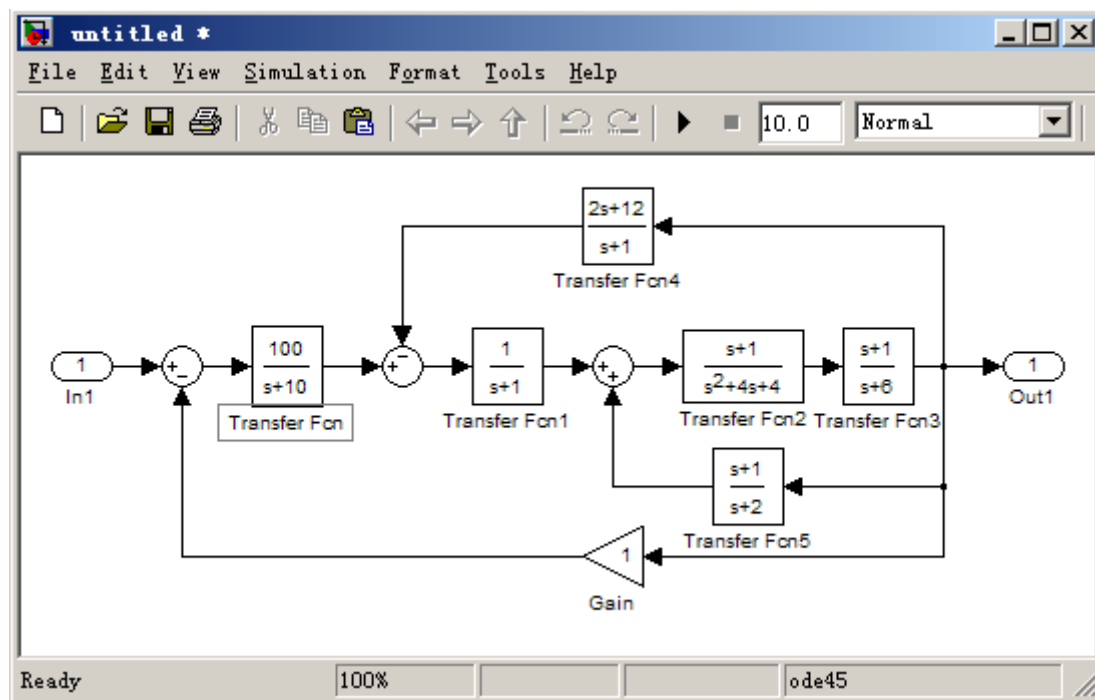 untitled *
File Edit View Simulation Format Tools Help
10.0 Normal
2s+12
s+1
Transfer Fcn4
1
In1
+
−
100
s+10
Transfer Fcn
+
−
1
s+1
Transfer Fcn1
+
+
s+1
s²+4s+4
Transfer Fcn2
s+1
s+6
Transfer Fcn3
1
Out1
s+1
s+2
Transfer Fcn5
1
Gain
Ready 100% ode45